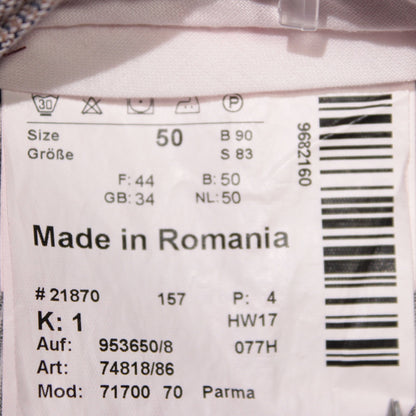 30 P
Size 50 B 90
Größe S 83
F: 44 B: 50
GB: 34 NL: 50
Made in Romania
# 21870 157 P: 4
K: 1 HW17
Auf: 953650/8 077H
Art: 74818/86
Mod: 71700 70 Parma
9682160